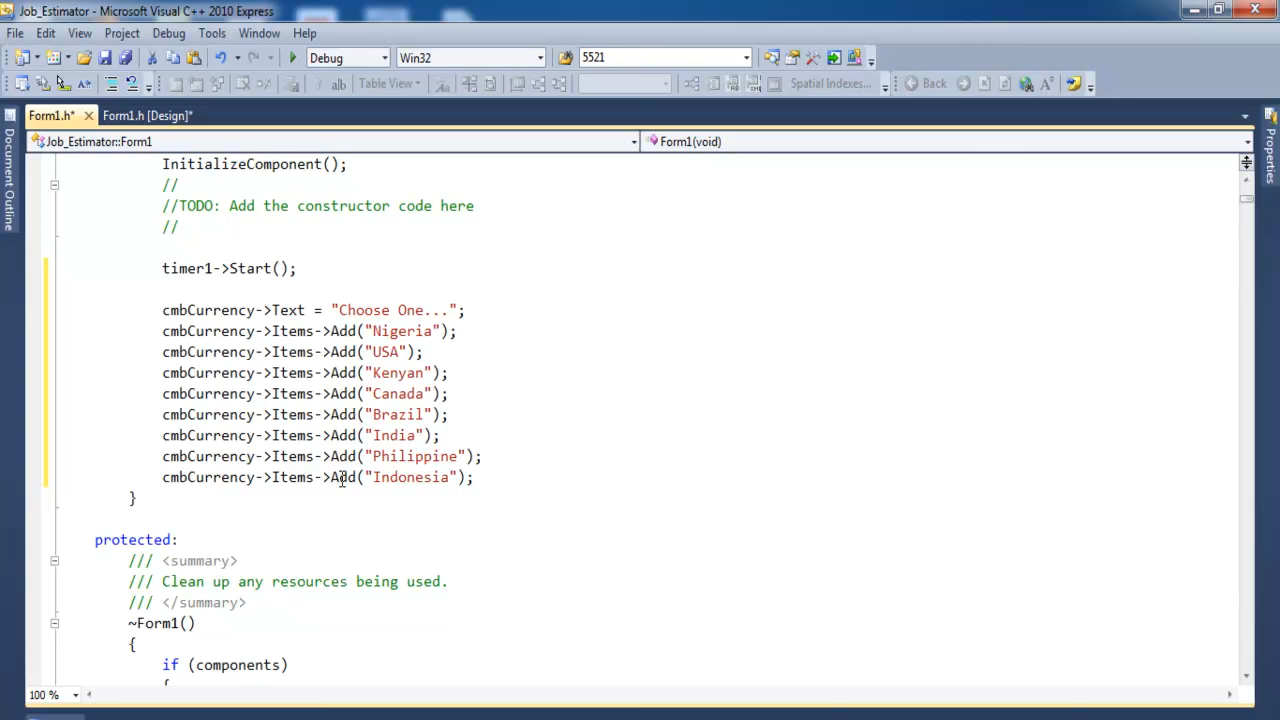 Job_Estimator - Microsoft Visual C++ 2010 Express
File Edit View Project Debug Tools Window Help
Debug Win32 5521
Table View Spatial Indexes... Back
Form1.h* Form1.h [Design]*
Job_Estimator::Form1 Form1(void)
Document Outline
Properties
InitializeComponent();
//
//TODO: Add the constructor code here
//
timer1->Start();
cmbCurrency->Text = "Choose One...";
cmbCurrency->Items->Add("Nigeria");
cmbCurrency->Items->Add("USA");
cmbCurrency->Items->Add("Kenyan");
cmbCurrency->Items->Add("Canada");
cmbCurrency->Items->Add("Brazil");
cmbCurrency->Items->Add("India");
cmbCurrency->Items->Add("Philippine");
cmbCurrency->Items->Add("Indonesia");
}
protected:
/// <summary>
/// Clean up any resources being used.
/// </summary>
~Form1()
{
if (components)
{
100 %